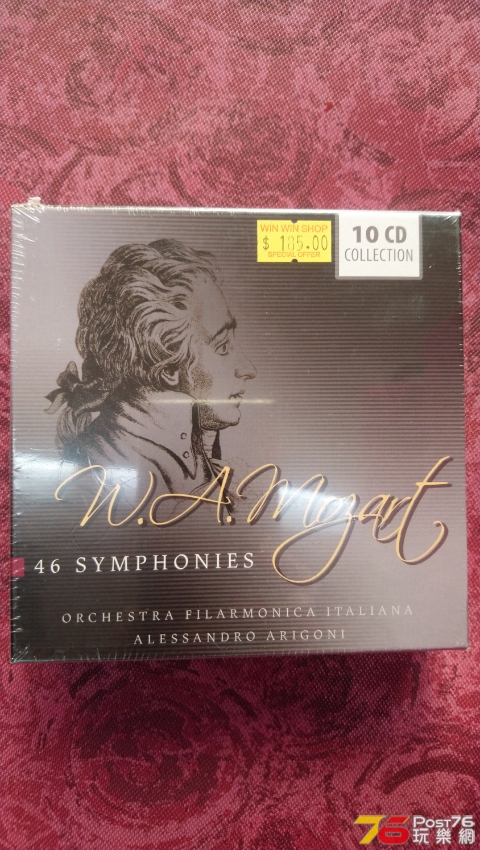 WIN WIN SHOP
$ 185.00
SPECIAL OFFER
10 CD
COLLECTION
W. A. Mozart
46 SYMPHONIES
ORCHESTRA FILARMONICA ITALIANA
ALESSANDRO ARIGONI
76 POST76
玩樂網